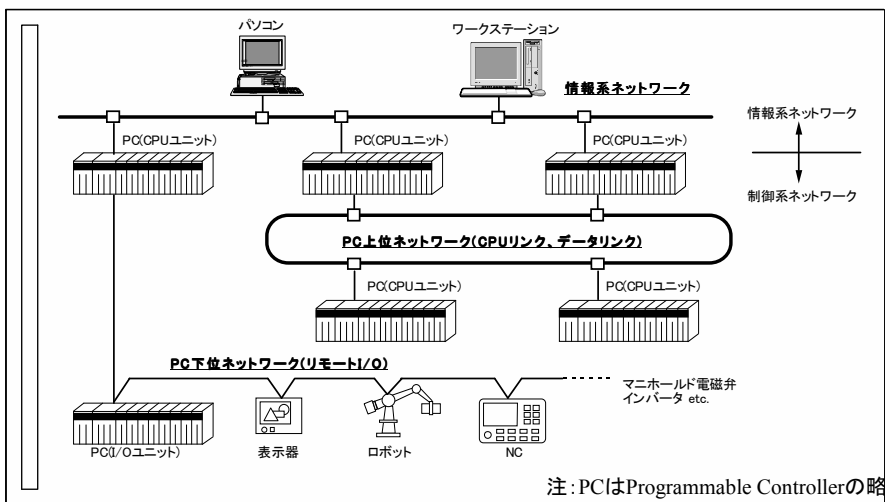 パソコン
ワークステーション
情報系ネットワーク
情報系ネットワーク
制御系ネットワーク
PC(CPUユニット)
PC(CPUユニット)
PC(CPUユニット)
PC上位ネットワーク(CPUリンク、データリンク)
PC(CPUユニット)
PC(CPUユニット)
PC下位ネットワーク(リモートI/O)
マニホールド電磁弁
インバータ etc.
PC(I/Oユニット)
表示器
ロボット
NC
注:PCはProgrammable Controllerの略